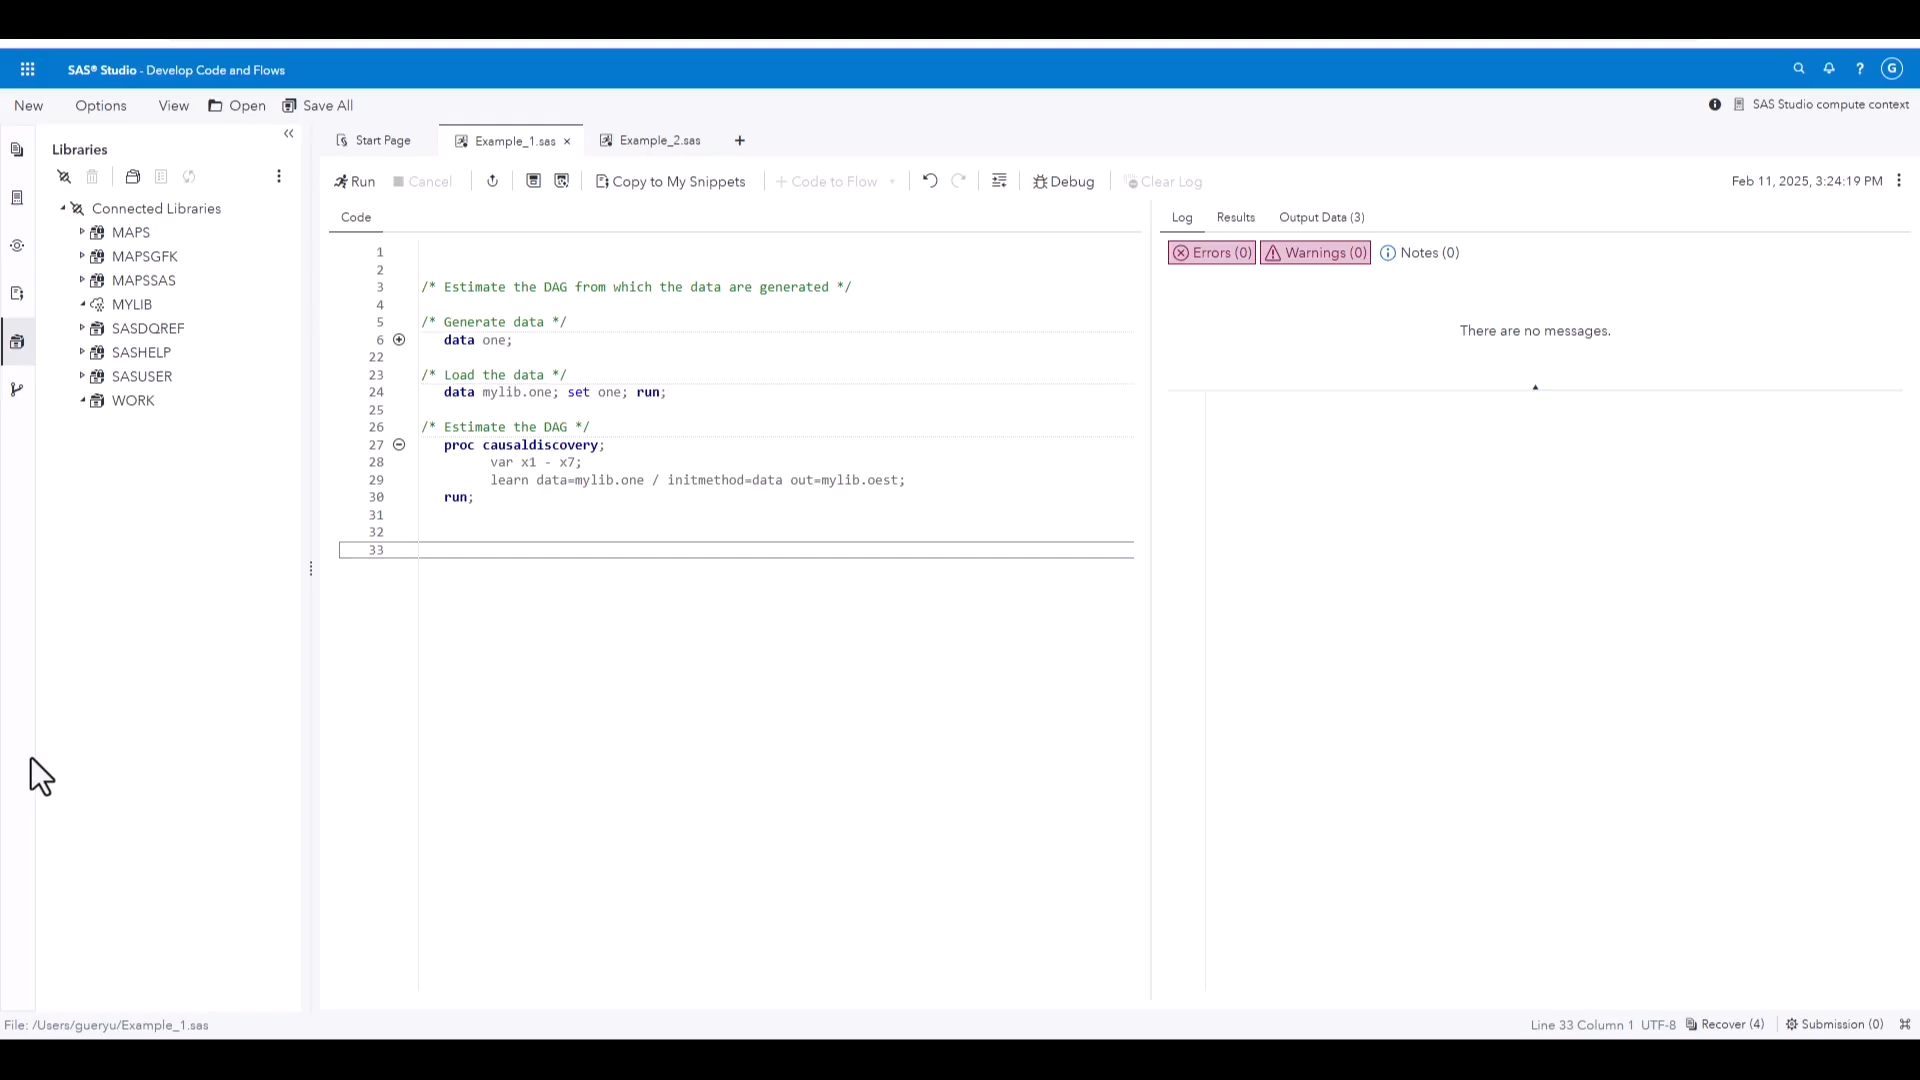 SAS® Studio - Develop Code and Flows
G
New Options View Open Save All
SAS Studio compute context
Libraries
Connected Libraries
MAPS
MAPSGFK
MAPSSAS
MYLIB
SASDQREF
SASHELP
SASUSER
WORK
Start Page Example_1.sas × Example_2.sas +
Run Cancel Copy to My Snippets + Code to Flow Debug Clear Log
Feb 11, 2025, 3:24:19 PM
Code
1
2
3 /* Estimate the DAG from which the data are generated */
4
5 /* Generate data */
6 data one;
22
23 /* Load the data */
24 data mylib.one; set one; run;
25
26 /* Estimate the DAG */
27 proc causaldiscovery;
28 var x1 - x7;
29 learn data=mylib.one / initmethod=data out=mylib.oest;
30 run;
31
32
33
Log Results Output Data (3)
Errors (0) Warnings (0) Notes (0)
There are no messages.
File: /Users/gueryu/Example_1.sas
Line 33 Column 1 UTF-8 Recover (4) Submission (0)